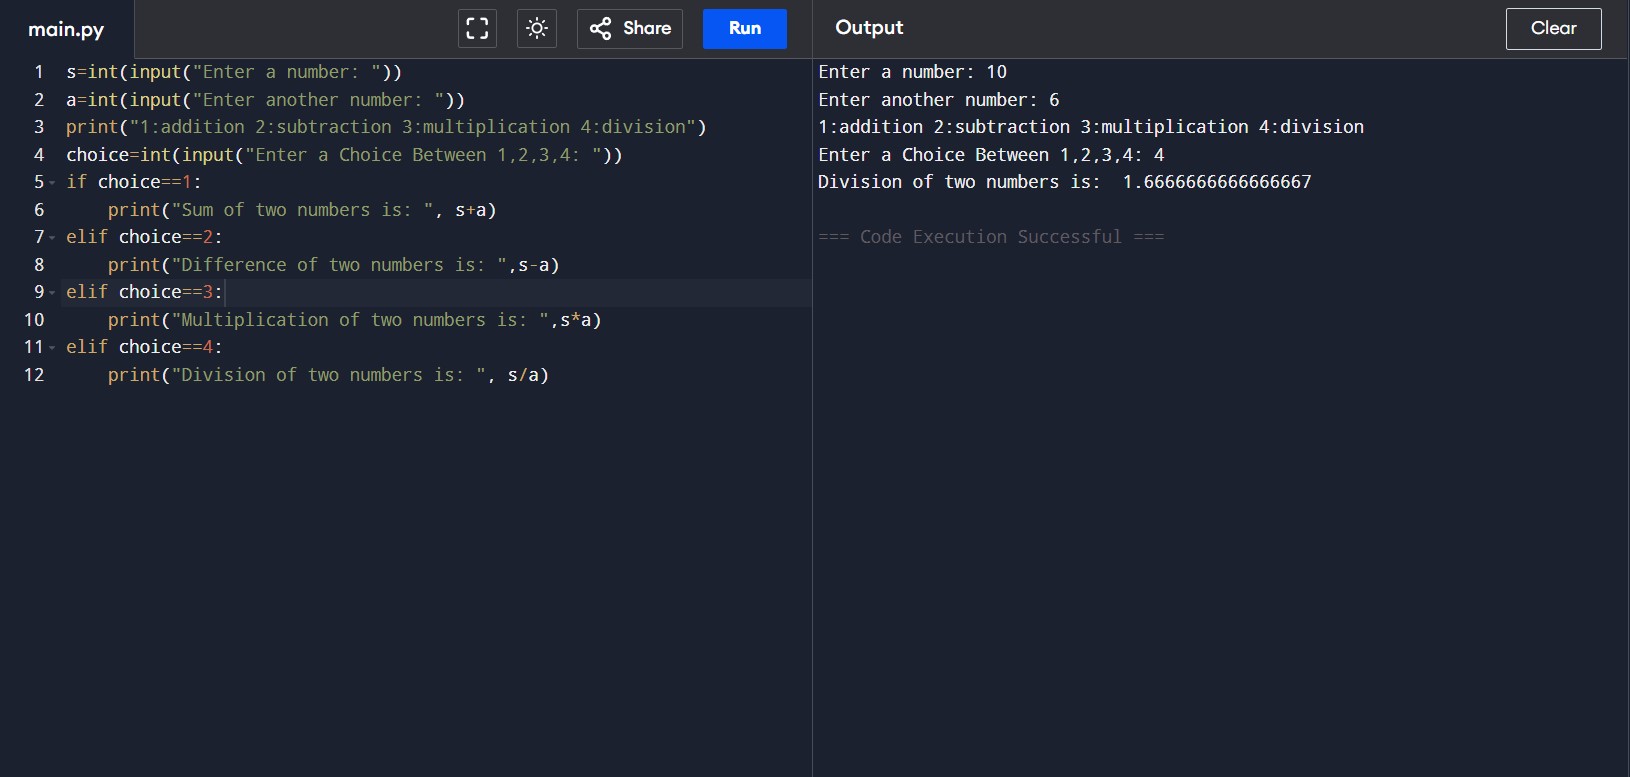 main.py
Share
Run
Output
Clear
1 s=int(input("Enter a number: "))
2 a=int(input("Enter another number: "))
3 print("1:addition 2:subtraction 3:multiplication 4:division")
4 choice=int(input("Enter a Choice Between 1,2,3,4: "))
5 if choice==1:
6     print("Sum of two numbers is: ", s+a)
7 elif choice==2:
8     print("Difference of two numbers is: ",s-a)
9 elif choice==3:
10     print("Multiplication of two numbers is: ",s*a)
11 elif choice==4:
12     print("Division of two numbers is: ", s/a)
Enter a number: 10
Enter another number: 6
1:addition 2:subtraction 3:multiplication 4:division
Enter a Choice Between 1,2,3,4: 4
Division of two numbers is:  1.6666666666666667
=== Code Execution Successful ===